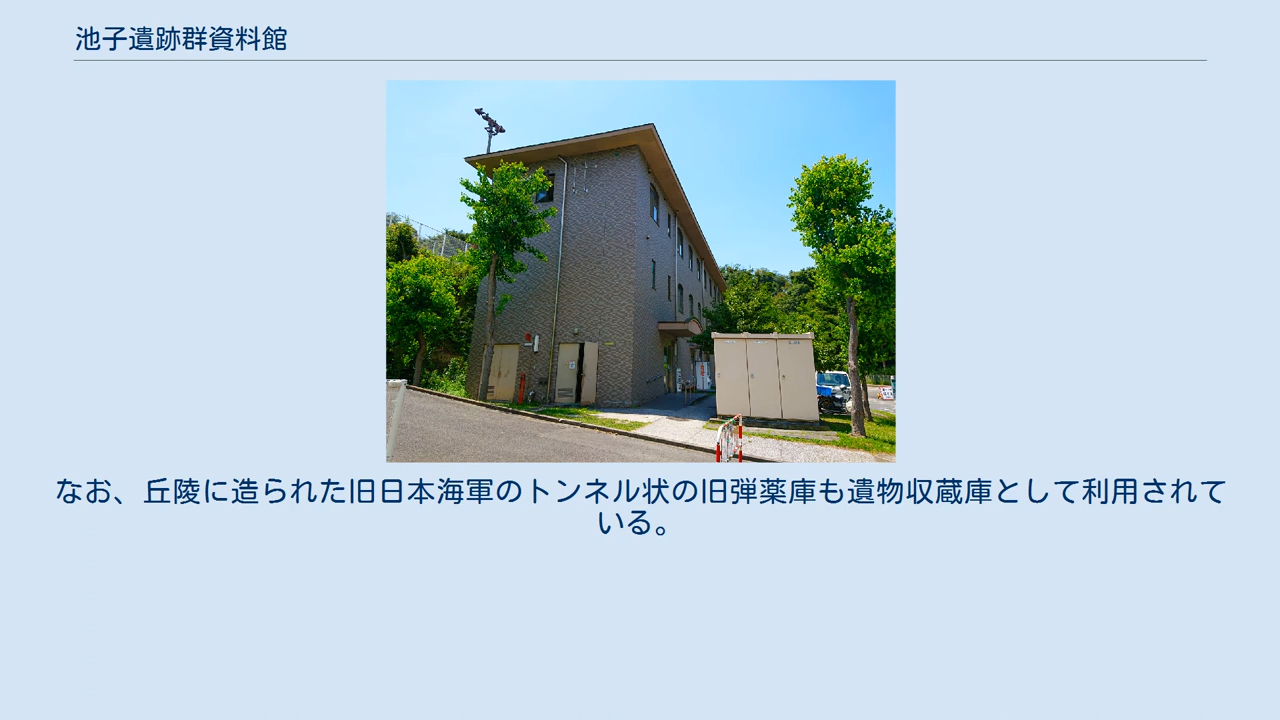 池子遺跡群資料館
なお、丘陵に造られた旧日本海軍のトンネル状の旧弾薬庫も遺物収蔵庫として利用されて
いる。